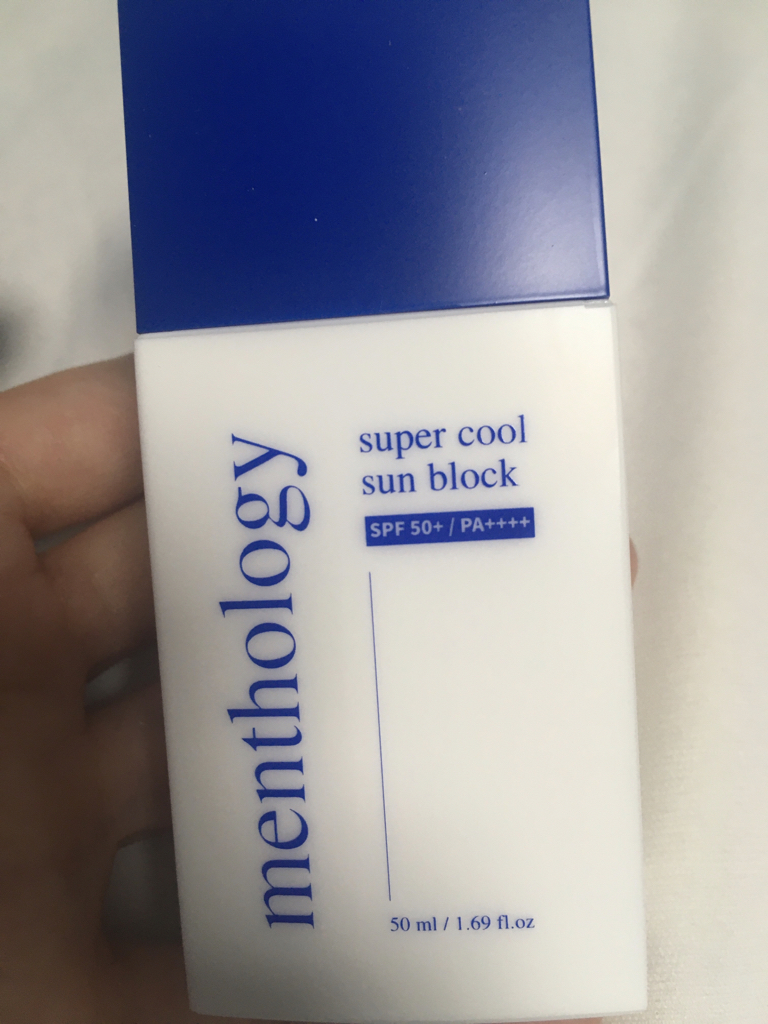 menthology
super cool
sun block
SPF 50+ / PA++++
50 ml / 1.69 fl.oz